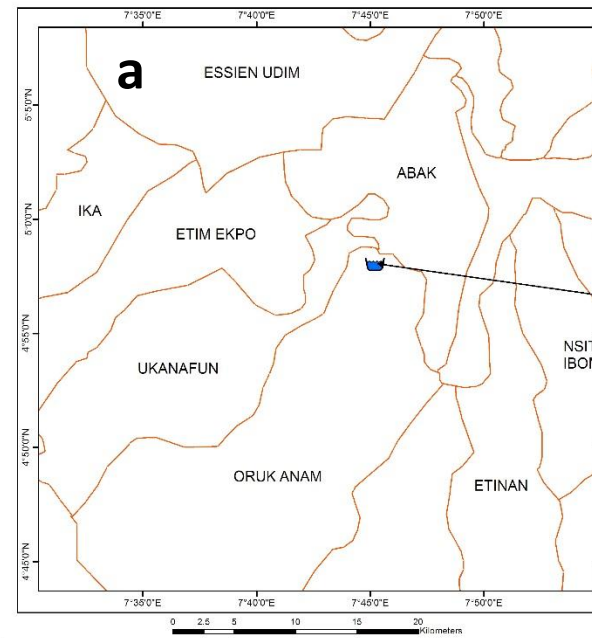 7°35'0"E 7°40'0"E 7°45'0"E 7°50'0"E
a
ESSIEN UDIM
5°5'0"N
ABAK
IKA
5°0'0"N
ETIM EKPO
4°55'0"N
NSIT
IBOM
UKANAFUN
4°50'0"N
ORUK ANAM
ETINAN
4°45'0"N
7°35'0"E 7°40'0"E 7°45'0"E 7°50'0"E
0 2.5 5 10 15 20
Kilometers